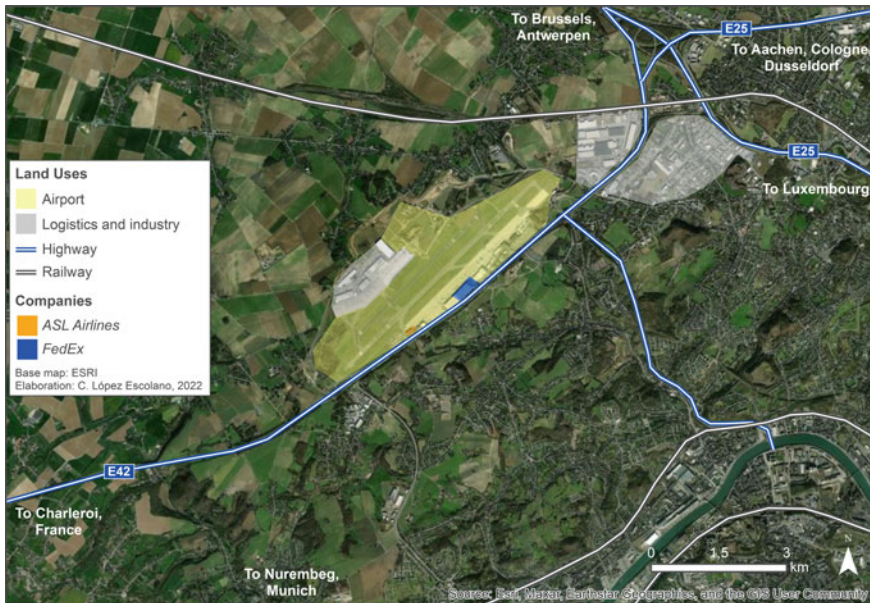 To Brussels,
Antwerpen
E25
To Aachen, Cologne,
Dusseldorf
E25
To Luxembourg
Land Uses
Airport
Logistics and industry
Highway
Railway
Companies
ASL Airlines
FedEx
Base map: ESRI
Elaboration: C. López Escolano, 2022
E42
To Charleroi,
France
To Nurembeg,
Munich
0 1.5 3
km
N
Source: Esri, Maxar, Earthstar Geographics, and the GIS User Community